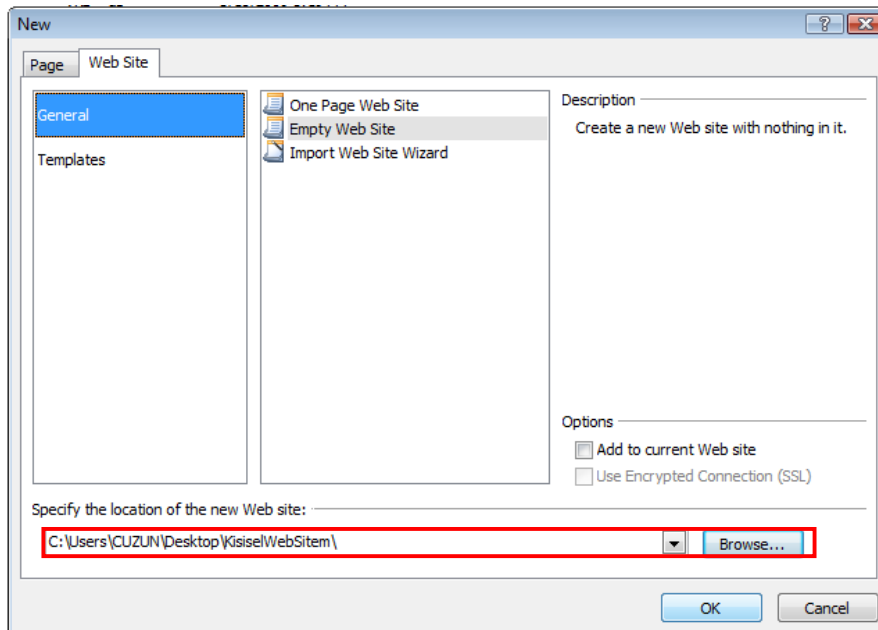 New
Page
Web Site
General
Templates
One Page Web Site
Empty Web Site
Import Web Site Wizard
Description
Create a new Web site with nothing in it.
Options
Add to current Web site
Use Encrypted Connection (SSL)
Specify the location of the new Web site:
C:\Users\CUZUN\Desktop\KisiselWebSitem\
Browse...
OK
Cancel